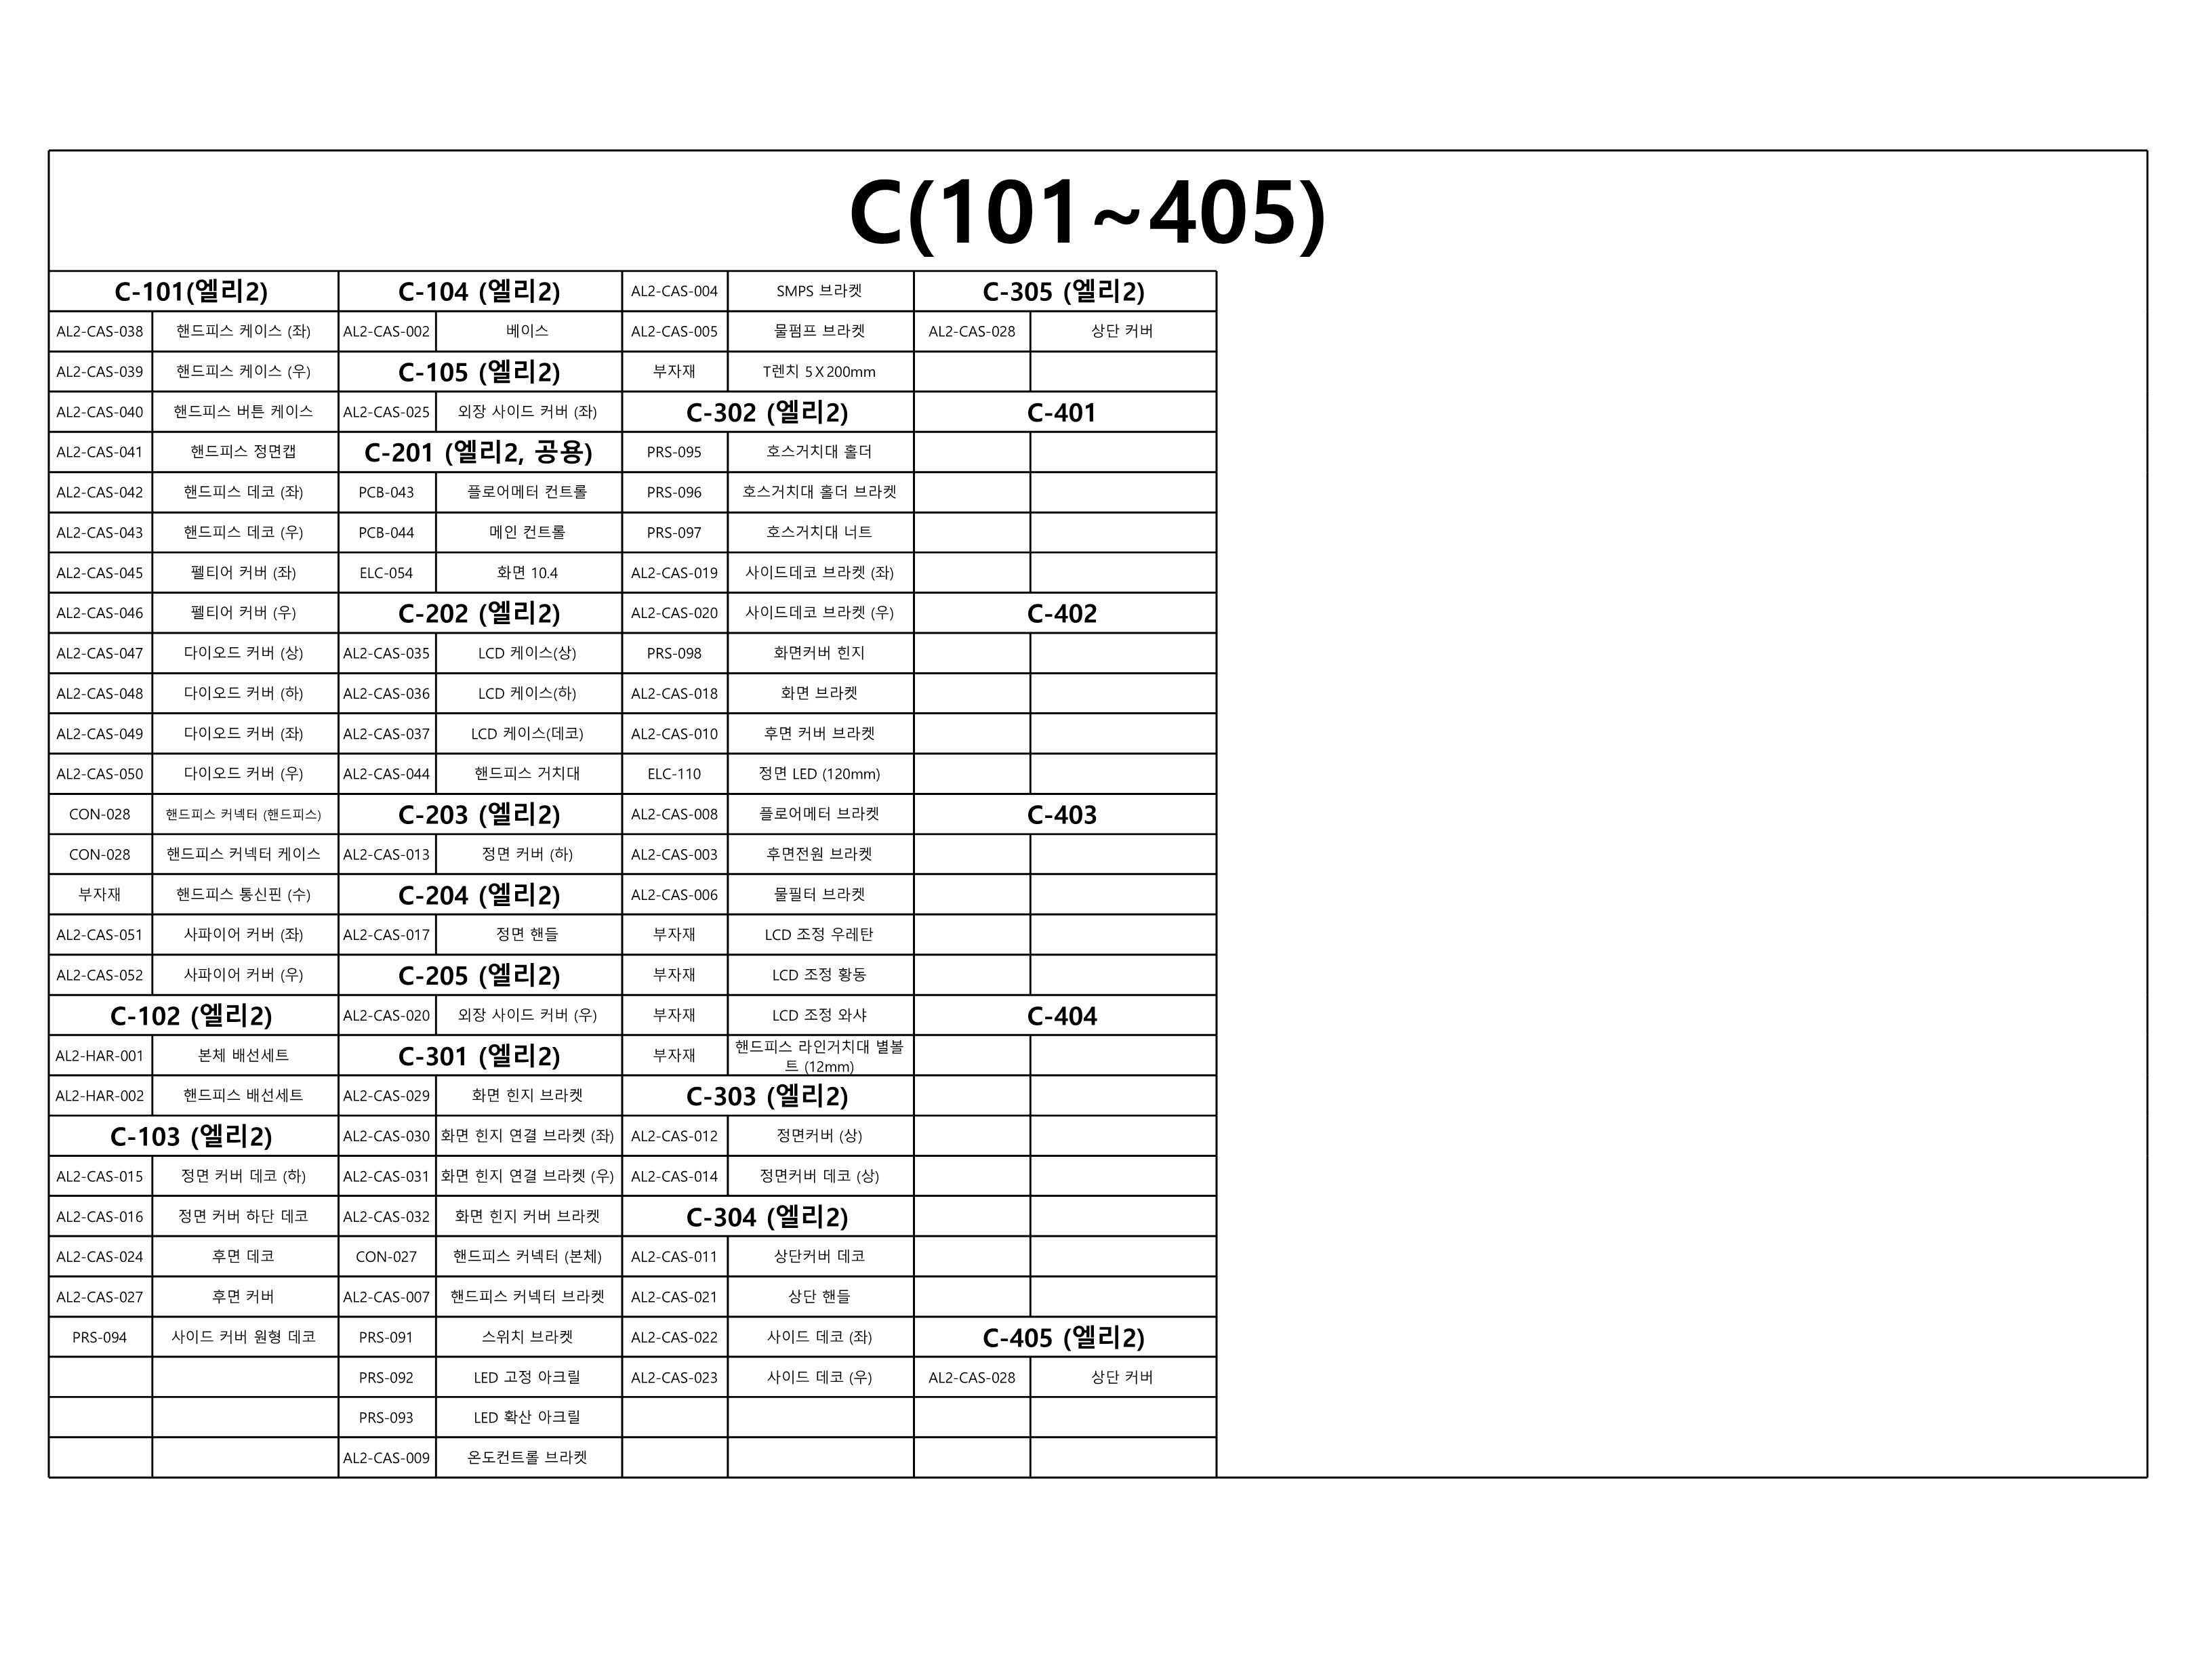 C(101~405)
C-101(엘리2)
AL2-CAS-038 핸드피스 케이스 (좌)
AL2-CAS-039 핸드피스 케이스 (우)
AL2-CAS-040 핸드피스 버튼 케이스
AL2-CAS-041 핸드피스 정면캡
AL2-CAS-042 핸드피스 데코 (좌)
AL2-CAS-043 핸드피스 데코 (우)
AL2-CAS-045 펠티어 커버 (좌)
AL2-CAS-046 펠티어 커버 (우)
AL2-CAS-047 다이오드 커버 (상)
AL2-CAS-048 다이오드 커버 (하)
AL2-CAS-049 다이오드 커버 (좌)
AL2-CAS-050 다이오드 커버 (우)
CON-028 핸드피스 커넥터 (핸드피스)
CON-028 핸드피스 커넥터 케이스
부자재 핸드피스 통신핀 (수)
AL2-CAS-051 사파이어 커버 (좌)
AL2-CAS-052 사파이어 커버 (우)
C-102 (엘리2)
AL2-HAR-001 본체 배선세트
AL2-HAR-002 핸드피스 배선세트
C-103 (엘리2)
AL2-CAS-015 정면 커버 데코 (하)
AL2-CAS-016 정면 커버 하단 데코
AL2-CAS-024 후면 데코
AL2-CAS-027 후면 커버
PRS-094 사이드 커버 원형 데코
C-104 (엘리2)
AL2-CAS-002 베이스
C-105 (엘리2)
AL2-CAS-025 외장 사이드 커버 (좌)
C-201 (엘리2, 공용)
PCB-043 플로어메터 컨트롤
PCB-044 메인 컨트롤
ELC-054 화면 10.4
C-202 (엘리2)
AL2-CAS-035 LCD 케이스(상)
AL2-CAS-036 LCD 케이스(하)
AL2-CAS-037 LCD 케이스(데코)
AL2-CAS-044 핸드피스 거치대
C-203 (엘리2)
AL2-CAS-013 정면 커버 (하)
C-204 (엘리2)
AL2-CAS-017 정면 핸들
C-205 (엘리2)
AL2-CAS-020 외장 사이드 커버 (우)
C-301 (엘리2)
AL2-CAS-029 화면 힌지 브라켓
AL2-CAS-030 화면 힌지 연결 브라켓 (좌)
AL2-CAS-031 화면 힌지 연결 브라켓 (우)
AL2-CAS-032 화면 힌지 커버 브라켓
CON-027 핸드피스 커넥터 (본체)
AL2-CAS-007 핸드피스 커넥터 브라켓
PRS-091 스위치 브라켓
PRS-092 LED 고정 아크릴
PRS-093 LED 확산 아크릴
AL2-CAS-009 온도컨트롤 브라켓
AL2-CAS-004 SMPS 브라켓
AL2-CAS-005 물펌프 브라켓
부자재 T렌치 5X200mm
C-302 (엘리2)
PRS-095 호스거치대 홀더
PRS-096 호스거치대 홀더 브라켓
PRS-097 호스거치대 너트
AL2-CAS-019 사이드데코 브라켓 (좌)
AL2-CAS-020 사이드데코 브라켓 (우)
PRS-098 화면커버 힌지
AL2-CAS-018 화면 브라켓
AL2-CAS-010 후면 커버 브라켓
ELC-110 정면 LED (120mm)
AL2-CAS-008 플로어메터 브라켓
AL2-CAS-003 후면전원 브라켓
AL2-CAS-006 물필터 브라켓
부자재 LCD 조정 우레탄
부자재 LCD 조정 황동
부자재 LCD 조정 와샤
부자재 핸드피스 라인거치대 별볼
트 (12mm)
C-303 (엘리2)
AL2-CAS-012 정면커버 (상)
AL2-CAS-014 정면커버 데코 (상)
C-304 (엘리2)
AL2-CAS-011 상단커버 데코
AL2-CAS-021 상단 핸들
AL2-CAS-022 사이드 데코 (좌)
AL2-CAS-023 사이드 데코 (우)
C-305 (엘리2)
AL2-CAS-028 상단 커버
C-401
C-402
C-403
C-404
C-405 (엘리2)
AL2-CAS-028 상단 커버